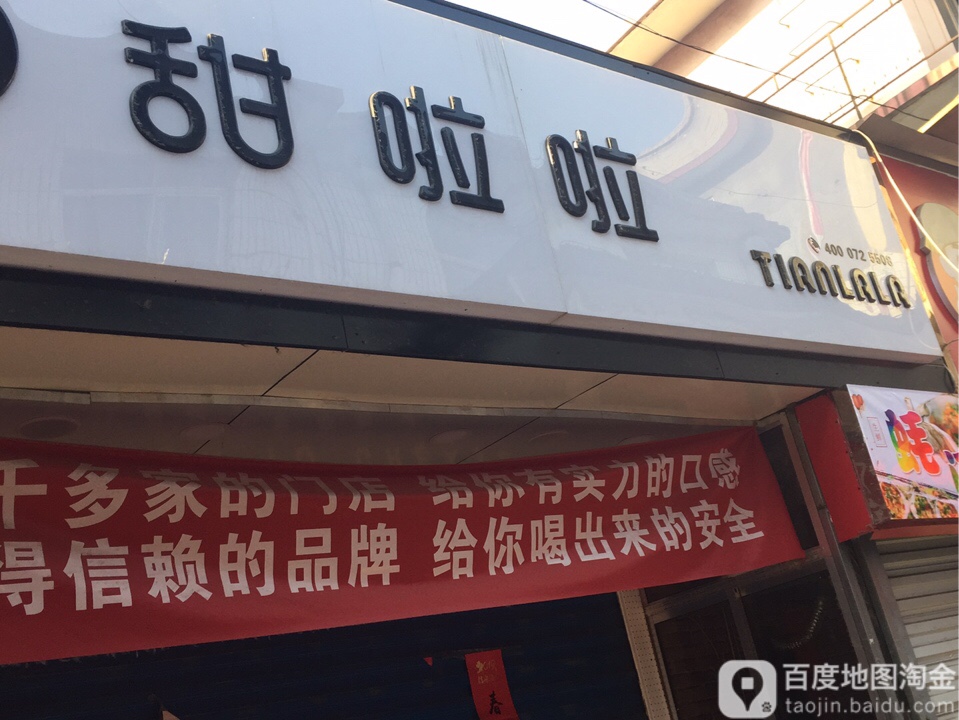 甜啦啦
400 072 5506
TIANLALA
千多家的门店 给你有实力的口感
得信赖的品牌 给你喝出来的安全
蚝
春
百度地图淘金
taojin.baidu.com